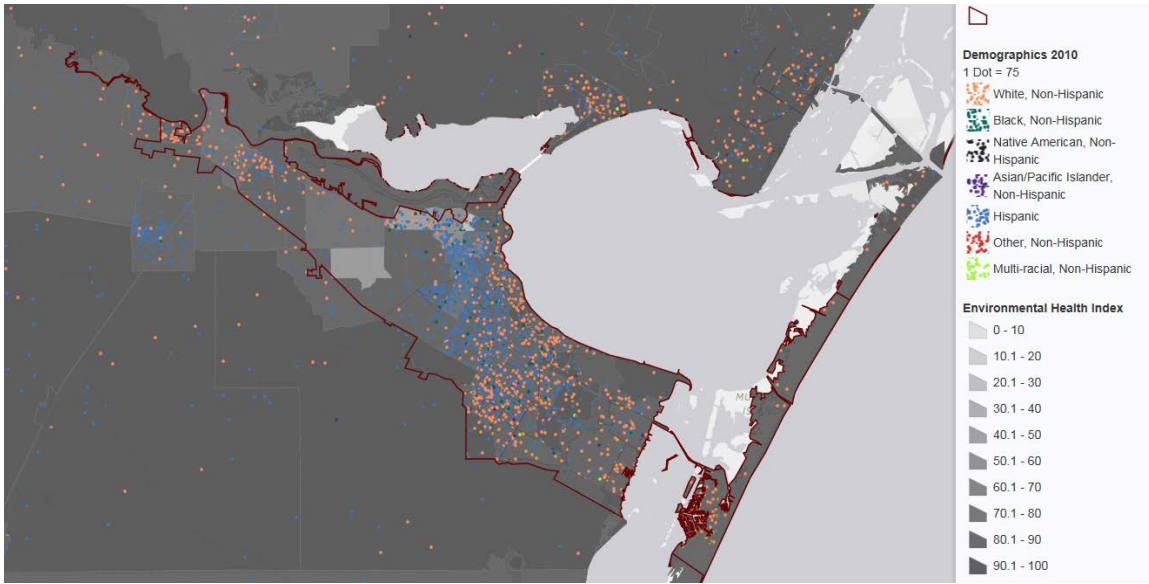 Demographics 2010
1 Dot = 75
White, Non-Hispanic
Black, Non-Hispanic
Native American, Non-
Hispanic
Asian/Pacific Islander,
Non-Hispanic
Hispanic
Other, Non-Hispanic
Multi-racial, Non-Hispanic
Environmental Health Index
0 - 10
10.1 - 20
20.1 - 30
30.1 - 40
40.1 - 50
50.1 - 60
60.1 - 70
70.1 - 80
80.1 - 90
90.1 - 100